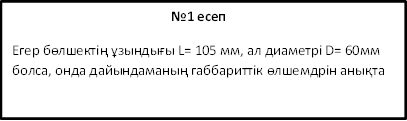 №1 есеп
Егер бөлшектің ұзындығы L= 105 мм, ал диаметрі D= 60мм
болса, онда дайындаманың габбариттік өлшемдрін анықта